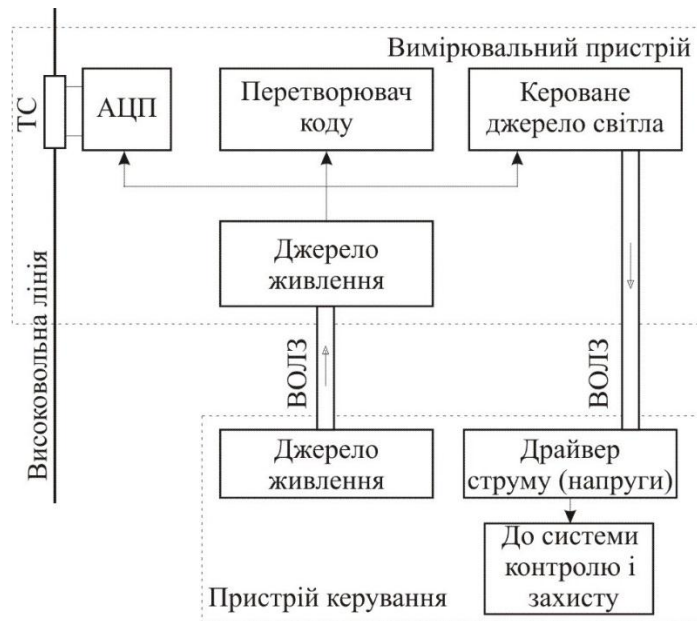 Вимірювальний пристрій
ТС
АЦП
Перетворювач
коду
Кероване
джерело світла
Джерело
живлення
Високовольна лінія
ВОЛЗ
ВОЛЗ
Джерело
живлення
Драйвер
струму (напруги)
До системи
контролю і
захисту
Пристрій керування